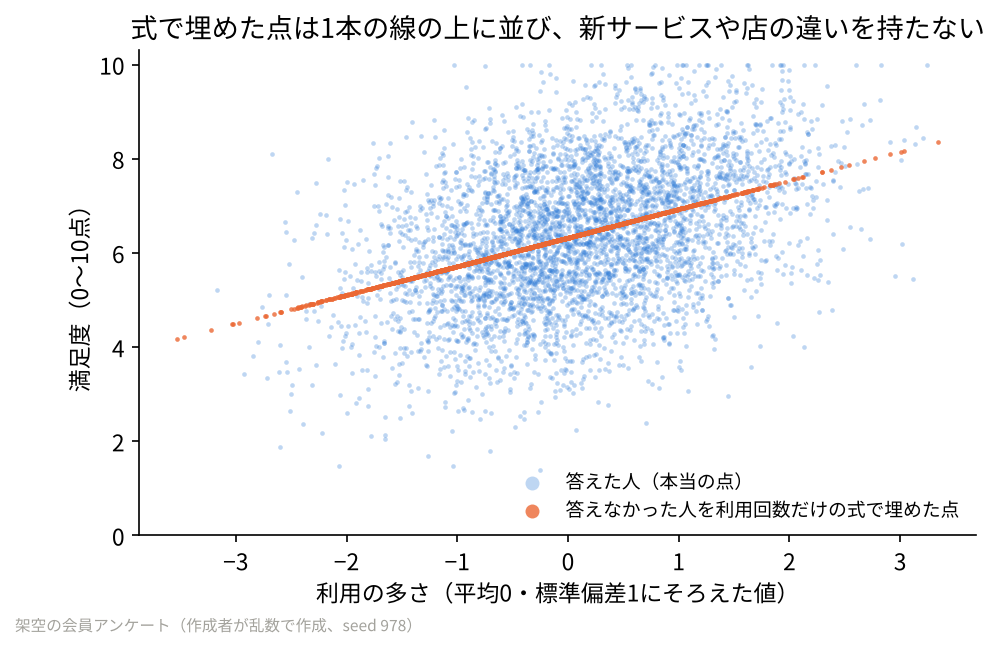 式で埋めた点は1本の線の上に並び、新サービスや店の違いを持たない
満足度（0〜10点）
10
8
6
4
2
0
答えた人（本当の点）
答えなかった人を利用回数だけの式で埋めた点
−3
−2
−1
0
1
2
3
利用の多さ（平均0・標準偏差1にそろえた値）
架空の会員アンケート（作成者が乱数で作成、seed 978）